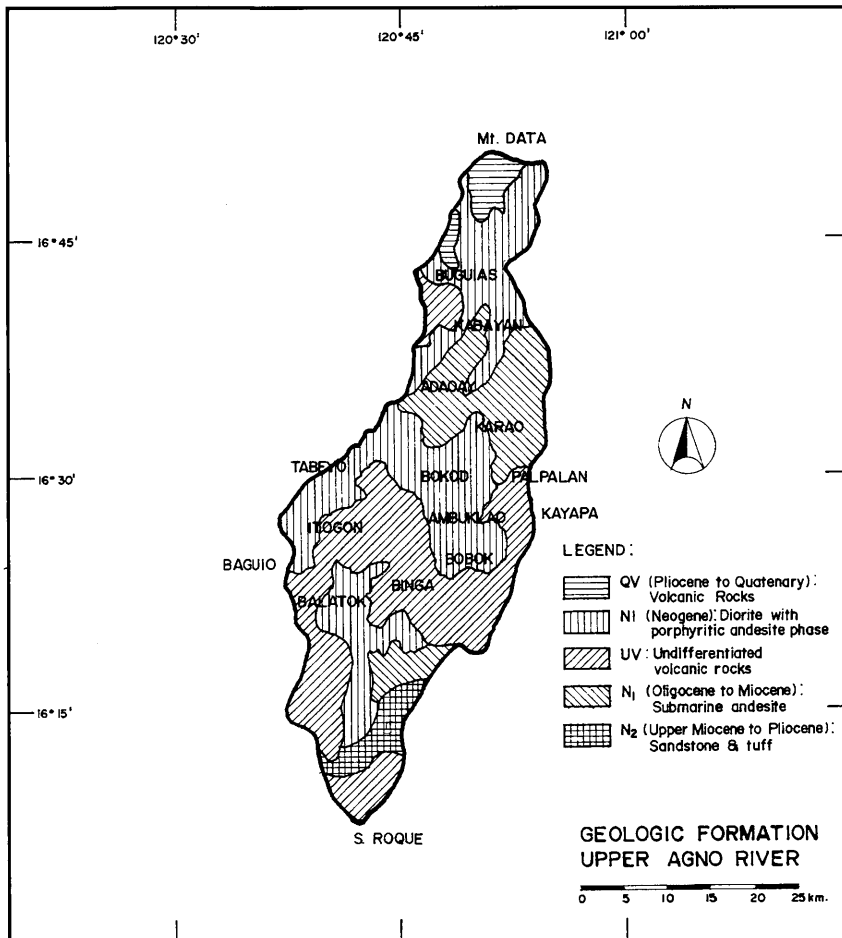 120°30'
120°45'
121°00'
Mt. DATA
16°45'
BUGUIAS
KABAYAN
ADAOAY
KARAO
N
TABEYO
16°30'
BOKOD
PALPALAN
ITOGON
AMBUKLAO
KAYAPA
BAGUIO
BOBOK
BINGA
BALATOK
LEGEND:
QV (Pliocene to Quatenary):
Volcanic Rocks
NI (Neogene): Diorite with
porphyritic andesite phase
UV: Undifferentiated
volcanic rocks
N₁ (Oligocene to Miocene):
Submarine andesite
N₂ (Upper Miocene to Pliocene):
Sandstone & tuff
16°15'
S. ROQUE
GEOLOGIC FORMATION
UPPER AGNO RIVER
0 5 10 15 20 25 km.